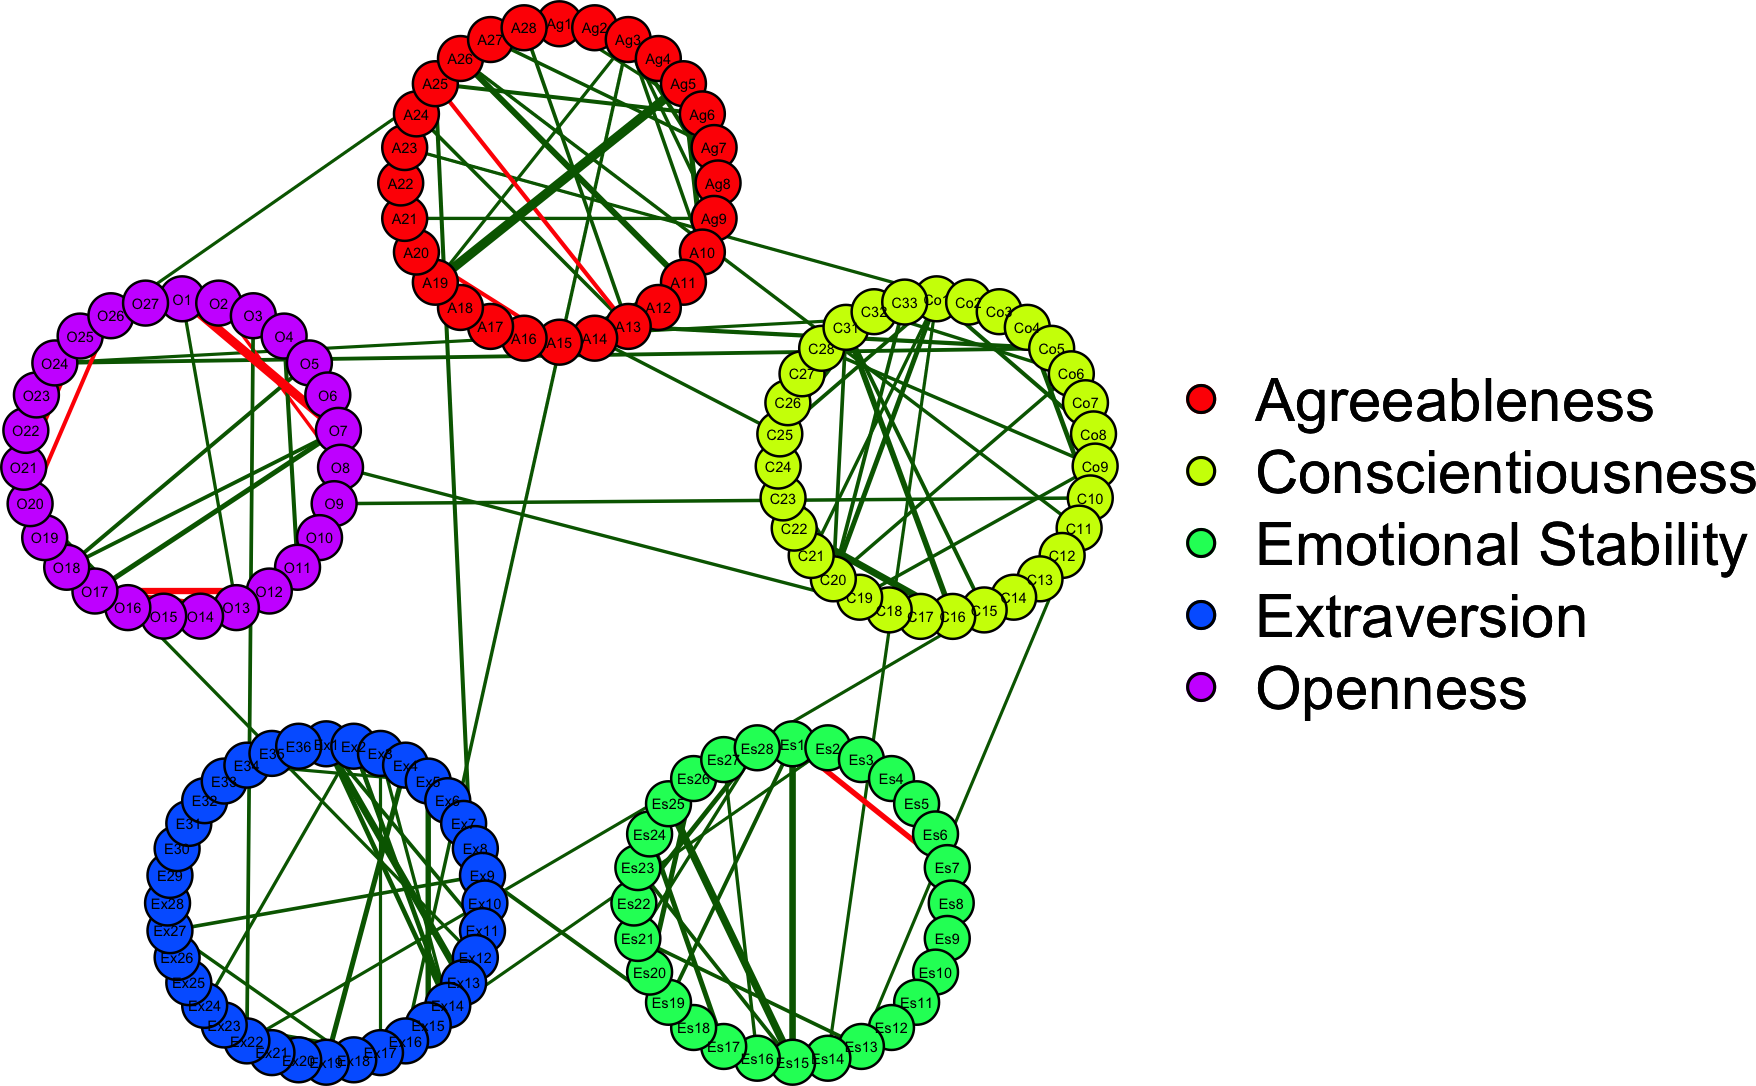 Ag1
Ag2
Ag3
Ag4
Ag5
Ag6
Ag7
Ag8
Ag9
A10
A11
A12
A13
A14
A15
A16
A17
A18
A19
A20
A21
A22
A23
A24
A25
A26
A27
A28
Co1
Co2
Co3
Co4
Co5
Co6
Co7
Co8
Co9
C10
C11
C12
C13
C14
C15
C16
C17
C18
C19
C20
C21
C22
C23
C24
C25
C26
C27
C28
C31
C32
C33
Es1
Es2
Es3
Es4
Es5
Es6
Es7
Es8
Es9
Es10
Es11
Es12
Es13
Es14
Es15
Es16
Es17
Es18
Es19
Es20
Es21
Es22
Es23
Es24
Es25
Es26
Es27
Es28
Ex1
Ex2
Ex3
Ex4
Ex5
Ex6
Ex7
Ex8
Ex9
Ex10
Ex11
Ex12
Ex13
Ex14
Ex15
Ex16
Ex17
Ex18
Ex19
Ex20
Ex21
Ex22
Ex23
Ex24
Ex25
Ex26
Ex27
Ex28
E29
E30
E31
E32
E33
E34
E35
E36
O1
O2
O3
O4
O5
O6
O7
O8
O9
O10
O11
O12
O13
O14
O15
O16
O17
O18
O19
O20
O21
O22
O23
O24
O25
O26
O27
Agreeableness
Conscientiousness
Emotional Stability
Extraversion
Openness